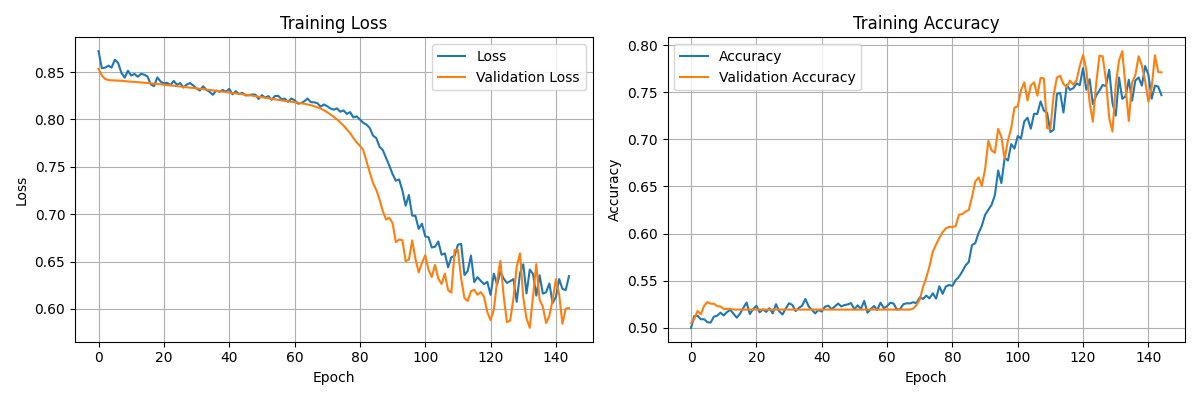 Training Loss
Loss
Validation Loss
0.85
0.80
0.75
0.70
0.65
0.60
Loss
0 20 40 60 80 100 120 140
Epoch
Training Accuracy
Accuracy
Validation Accuracy
0.80
0.75
0.70
0.65
0.60
0.55
0.50
Accuracy
0 20 40 60 80 100 120 140
Epoch